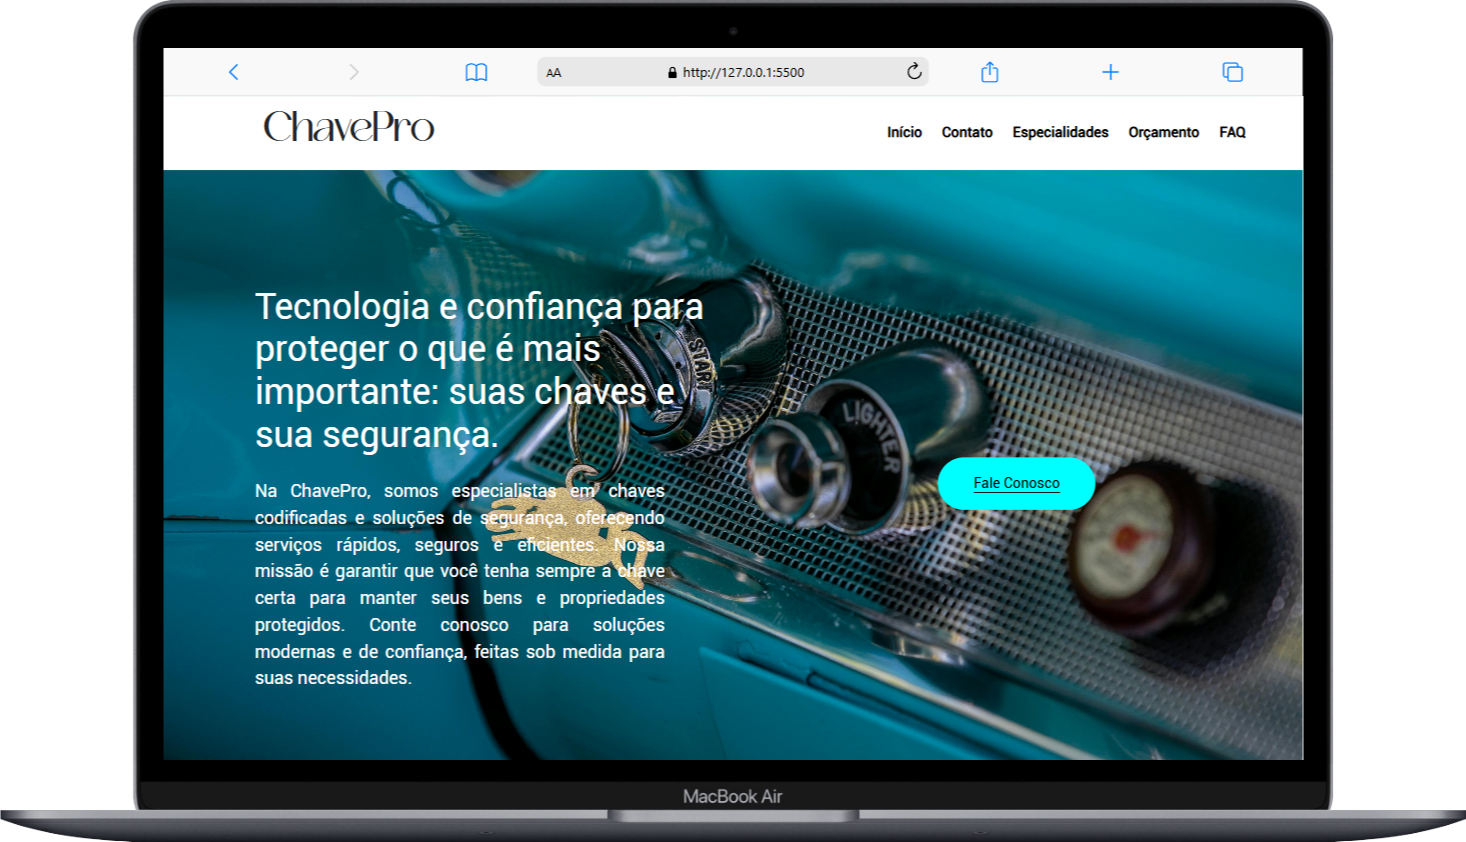 AA
http://127.0.0.1:5500
ChavePro
Início Contato Especialidades Orçamento FAQ
Tecnologia e confiança para
proteger o que é mais
importante: suas chaves e
sua segurança.
START
LIGHTER
Na ChavePro, somos especialistas em chaves
codificadas e soluções de segurança, oferecendo
serviços rápidos, seguros e eficientes. Nossa
missão é garantir que você tenha sempre a chave
certa para manter seus bens e propriedades
protegidos. Conte conosco para soluções
modernas e de confiança, feitas sob medida para
suas necessidades.
Fale Conosco
MacBook Air